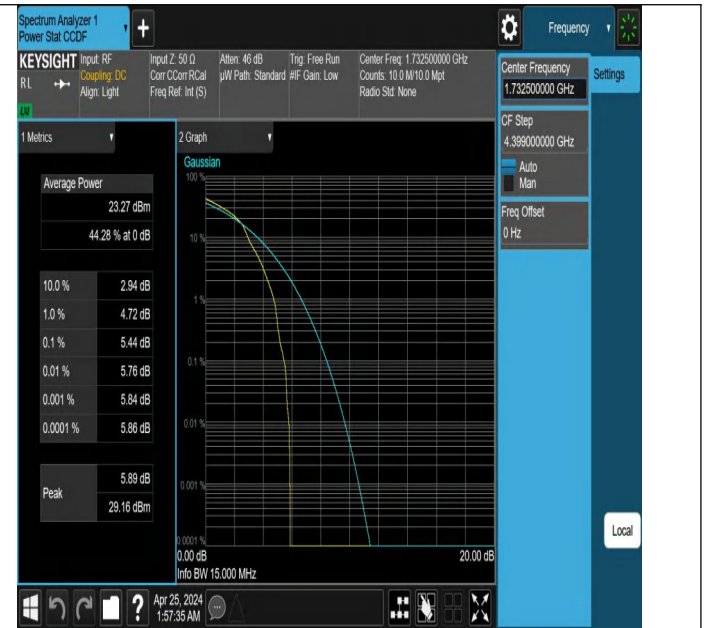 Spectrum Analyzer 1
Power Stat CCDF
Frequency
KEYSIGHT
RL
LXI
Input: RF
Coupling: DC
Align: Light
Input Z: 50 Ω
Corr CCorr RCal
Freq Ref: Int (S)
Atten: 46 dB
µW Path: Standard
Trig: Free Run
#IF Gain: Low
Center Freq: 1.732500000 GHz
Counts: 10.0 M/10.0 Mpt
Radio Std: None
1 Metrics
Average Power
23.27 dBm
44.28 % at 0 dB
10.0 % 2.94 dB
1.0 % 4.72 dB
0.1 % 5.44 dB
0.01 % 5.76 dB
0.001 % 5.84 dB
0.0001 % 5.86 dB
Peak
5.89 dB
29.16 dBm
2 Graph
Gaussian
100 %
10 %
1 %
0.1 %
0.01 %
0.001 %
0.0001 %
0.00 dB 20.00 dB
Info BW 15.000 MHz
Center Frequency
1.732500000 GHz
CF Step
4.399000000 GHz
Auto
Man
Freq Offset
0 Hz
Settings
Local
?
Apr 25, 2024
1:57:35 AM